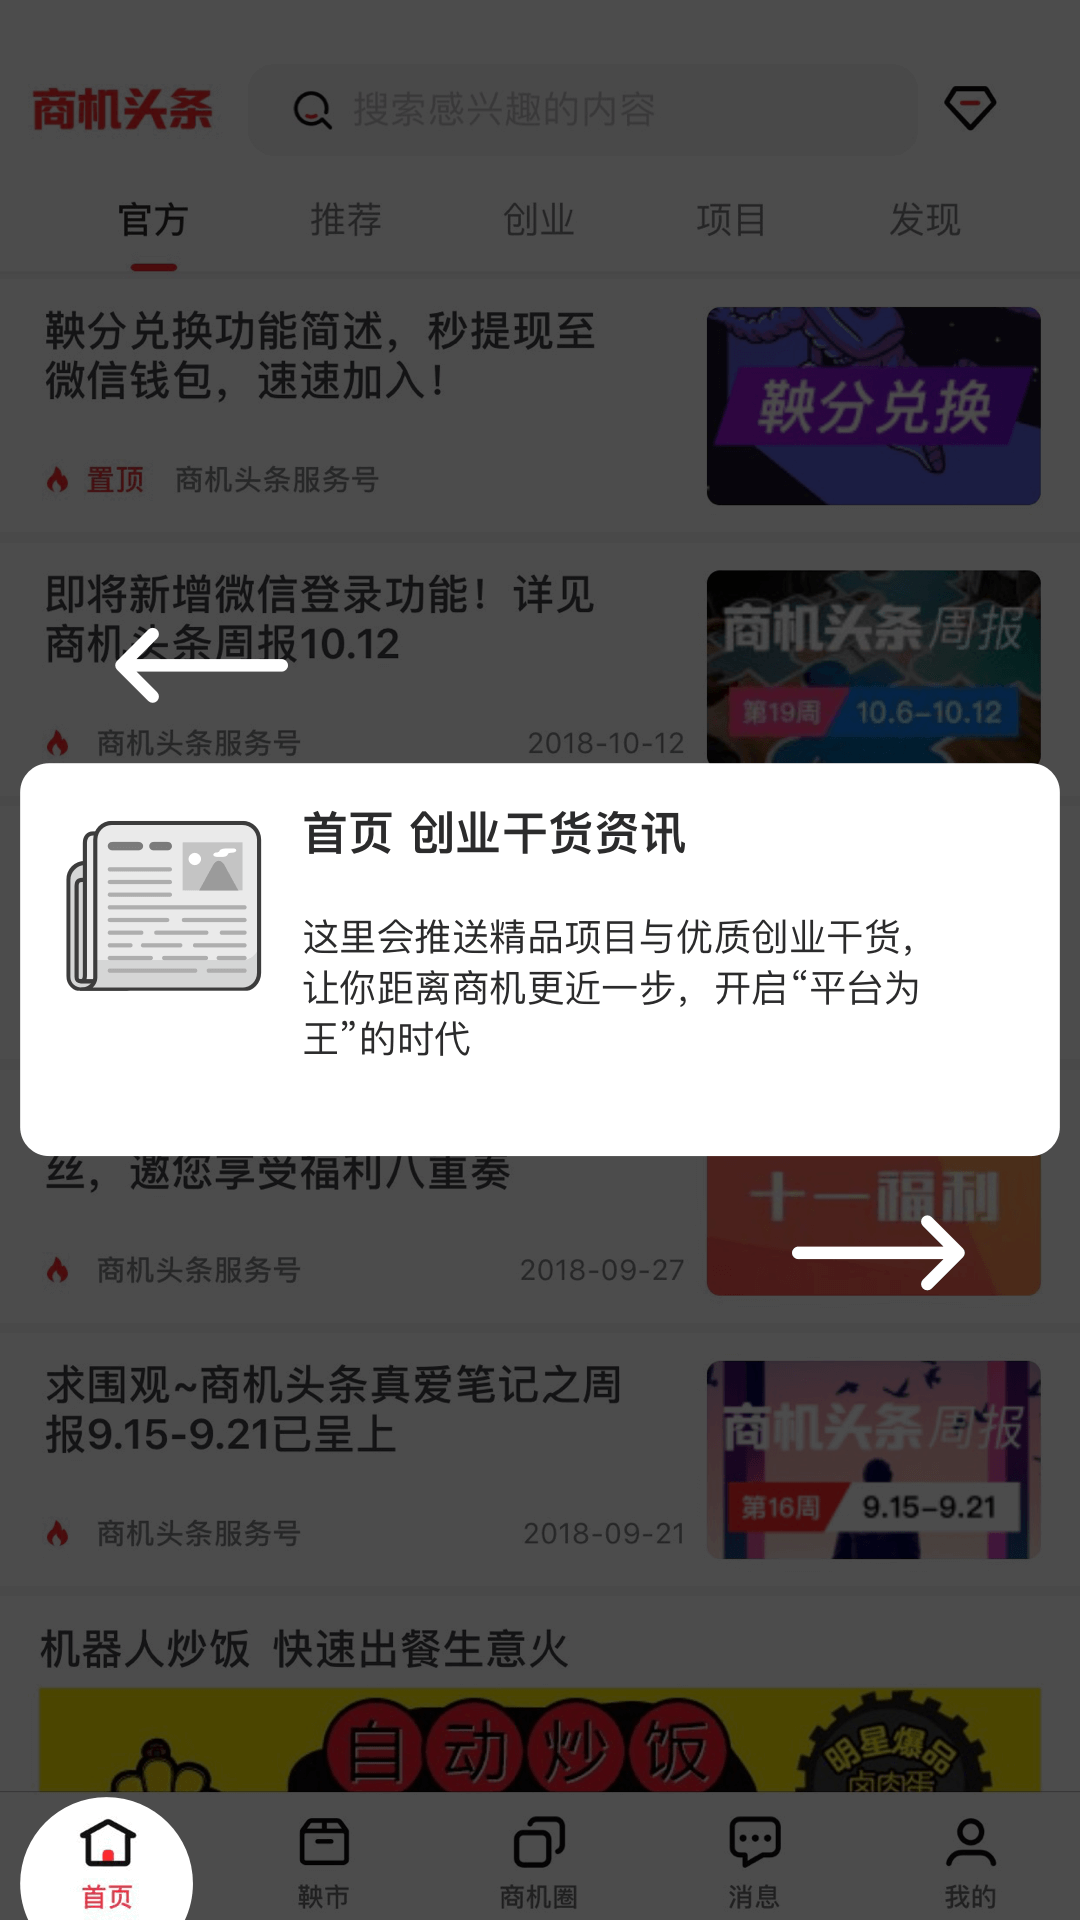 商机头条
搜索感兴趣的内容
官方 推荐 创业 项目 发现
鞅分兑换功能简述，秒提现至
微信钱包，速速加入！
置顶 商机头条服务号
鞅分兑换
即将新增微信登录功能！详见
商机头条周报10.12
商机头条服务号 2018-10-12
商机头条周报
第19周 10.6-10.12
首页 创业干货资讯
这里会推送精品项目与优质创业干货，
让你距离商机更近一步，开启“平台为
王”的时代
丝，邀您享受福利八重奏
商机头条服务号 2018-09-27
十一福利
求围观~商机头条真爱笔记之周
报9.15-9.21已呈上
商机头条服务号 2018-09-21
商机头条周报
第16周 9.15-9.21
机器人炒饭 快速出餐生意火
自动炒饭
明星爆品
卤肉蛋
首页 鞅市 商机圈 消息 我的